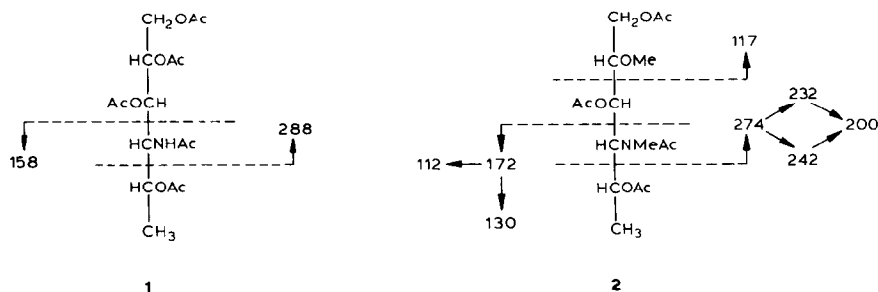 CH2OAc
HCOAc
AcOCH
HCNHAc
288
158
HCOAc
CH3
1
CH2OAc
117
HCOMe
AcOCH
232
274
200
HCNMeAc
242
112
172
HCOAc
130
CH3
2